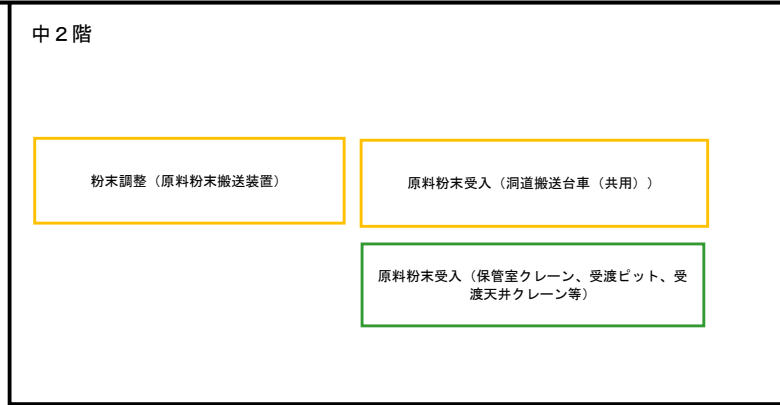 中２階
粉末調整（原料粉末搬送装置）
原料粉末受入（洞道搬送台車（共用））
原料粉末受入（保管室クレーン、受渡ピット、受
渡天井クレーン等）